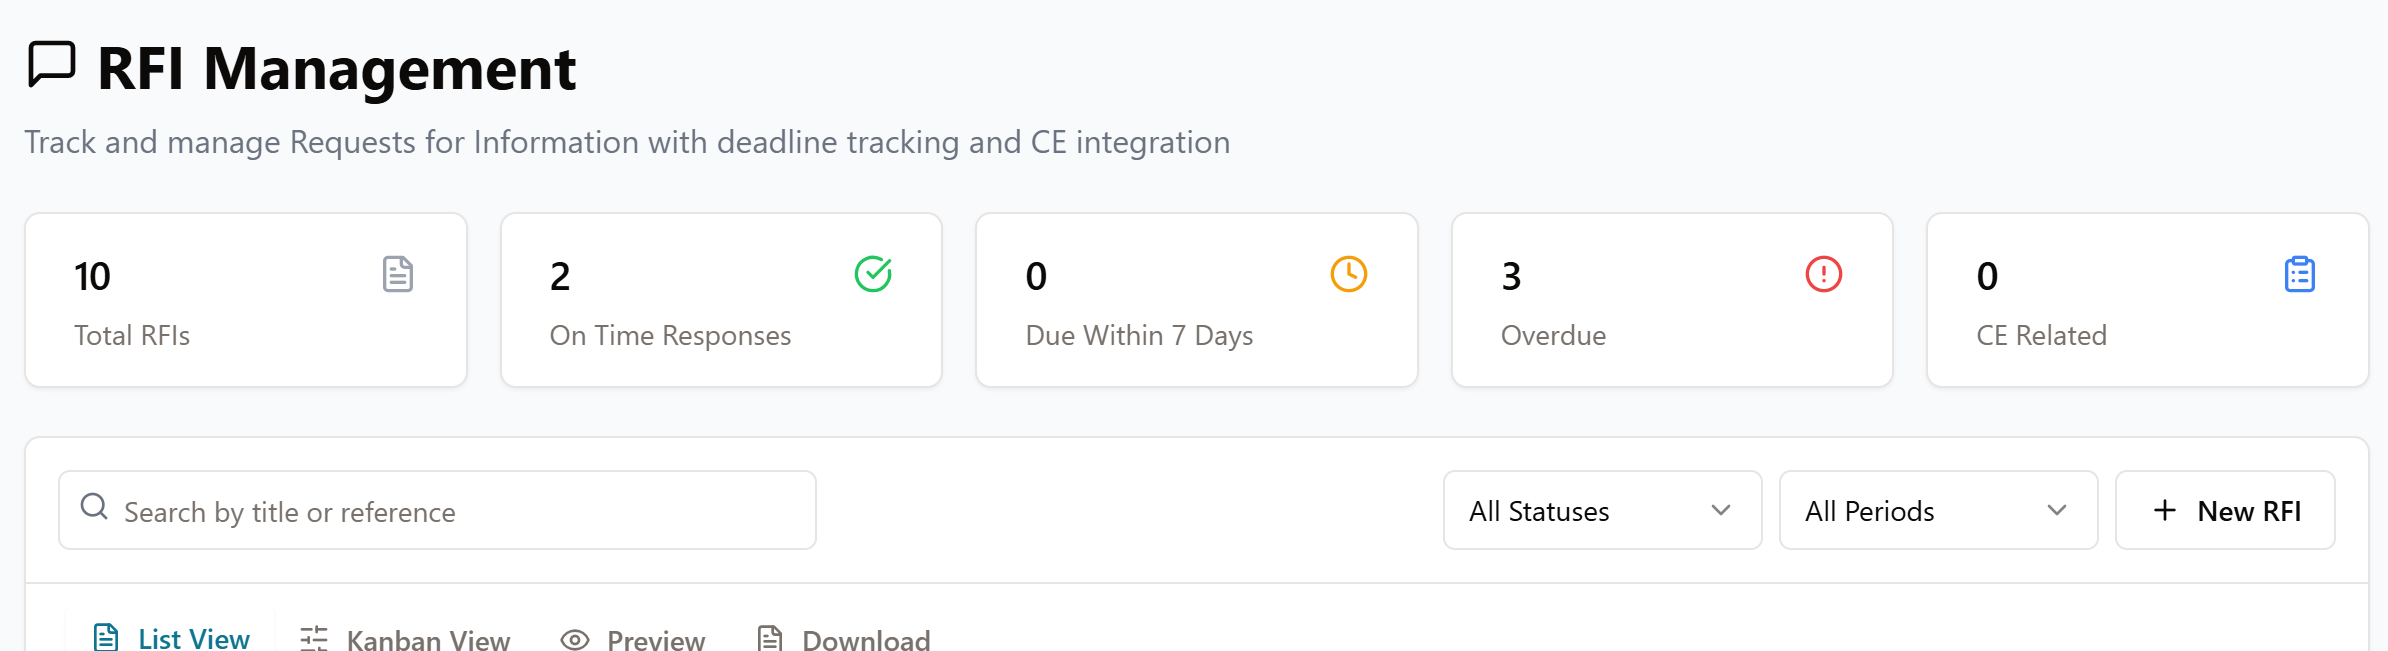 RFI Management
Track and manage Requests for Information with deadline tracking and CE integration
10
Total RFIs
2
On Time Responses
0
Due Within 7 Days
3
Overdue
0
CE Related
Search by title or reference
All Statuses
All Periods
New RFI
List View
Kanban View
Preview
Download